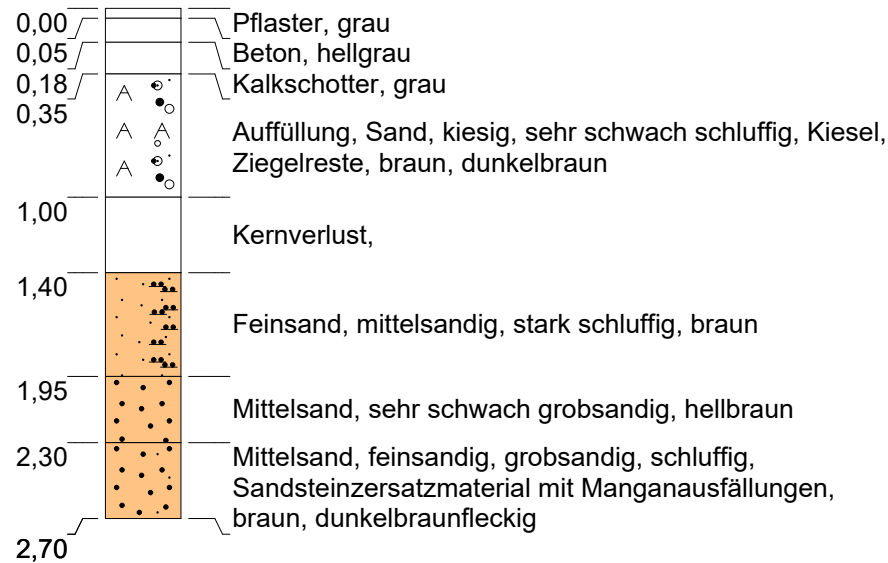 0,00
Pflaster, grau
0,05
Beton, hellgrau
0,18
Kalkschotter, grau
0,35
Auffüllung, Sand, kiesig, sehr schwach schluffig, Kiesel,
Ziegelreste, braun, dunkelbraun
1,00
Kernverlust,
1,40
Feinsand, mittelsandig, stark schluffig, braun
1,95
Mittelsand, sehr schwach grobsandig, hellbraun
2,30
Mittelsand, feinsandig, grobsandig, schluffig,
Sandsteinzersatzmaterial mit Manganausfällungen,
braun, dunkelbraunfleckig
2,70